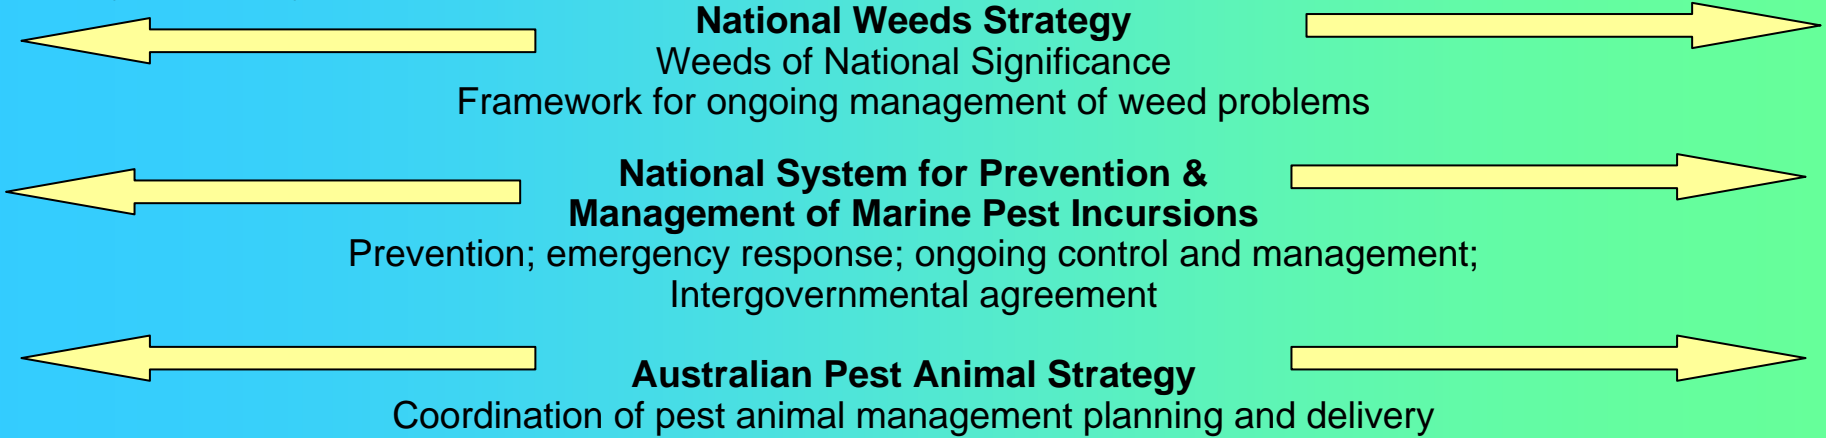 National Weeds Strategy
Weeds of National Significance
Framework for ongoing management of weed problems
National System for Prevention &
Management of Marine Pest Incursions
Prevention; emergency response; ongoing control and management;
Intergovernmental agreement
Australian Pest Animal Strategy
Coordination of pest animal management planning and delivery